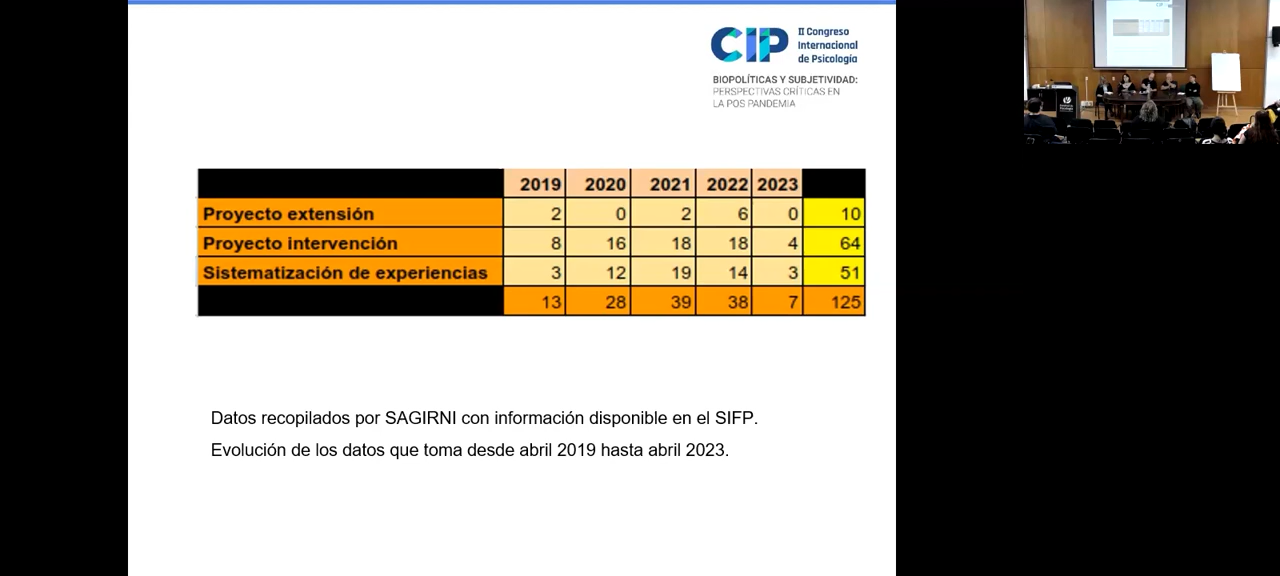 CIP
II Congreso
Internacional
de Psicología
BIOPOLÍTICAS Y SUBJETIVIDAD:
PERSPECTIVAS CRÍTICAS EN
LA POS PANDEMIA
2019 2020 2021 2022 2023
Proyecto extensión 2 0 2 6 0 10
Proyecto intervención 8 16 18 18 4 64
Sistematización de experiencias 3 12 19 14 3 51
13 28 39 38 7 125
Datos recopilados por SAGIRNI con información disponible en el SIFP.
Evolución de los datos que toma desde abril 2019 hasta abril 2023.
CIP